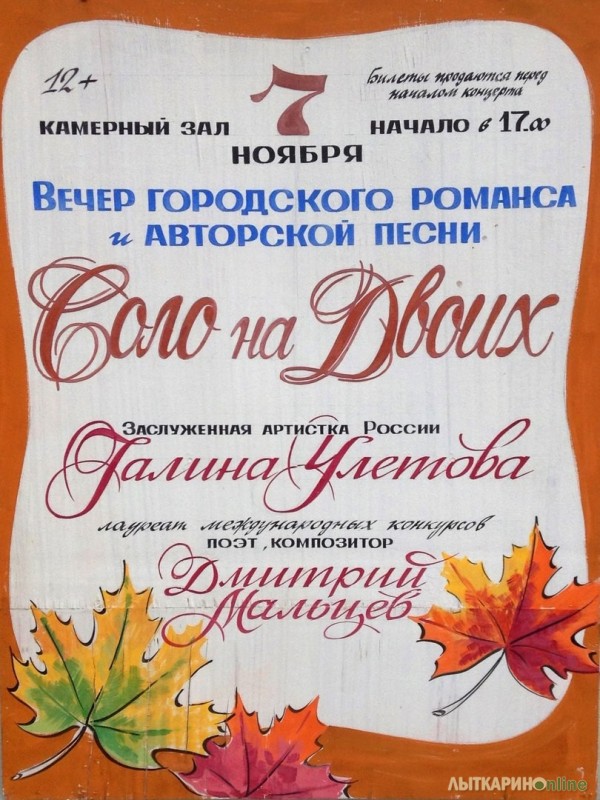 12+
7
Билеты продаются перед
началом концерта
КАМЕРНЫЙ ЗАЛ
НАЧАЛО в 17.00
НОЯБРЯ
ВЕЧЕР ГОРОДСКОГО РОМАНСА
и АВТОРСКОЙ ПЕСНИ
Соло на Двоих
ЗАСЛУЖЕННАЯ АРТИСТКА РОССИИ
Галина Улетова
лауреат международных конкурсов
ПОЭТ, КОМПОЗИТОР
Дмитрий
Мальцев
ЛЫТКАРИНОonline